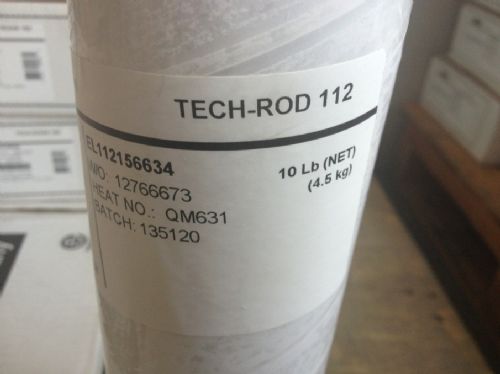 TECH-ROD 112
EL112156634
10 Lb (NET)
(4.5 kg)
W/O: 12766673
HEAT NO.: QM631
BATCH: 135120